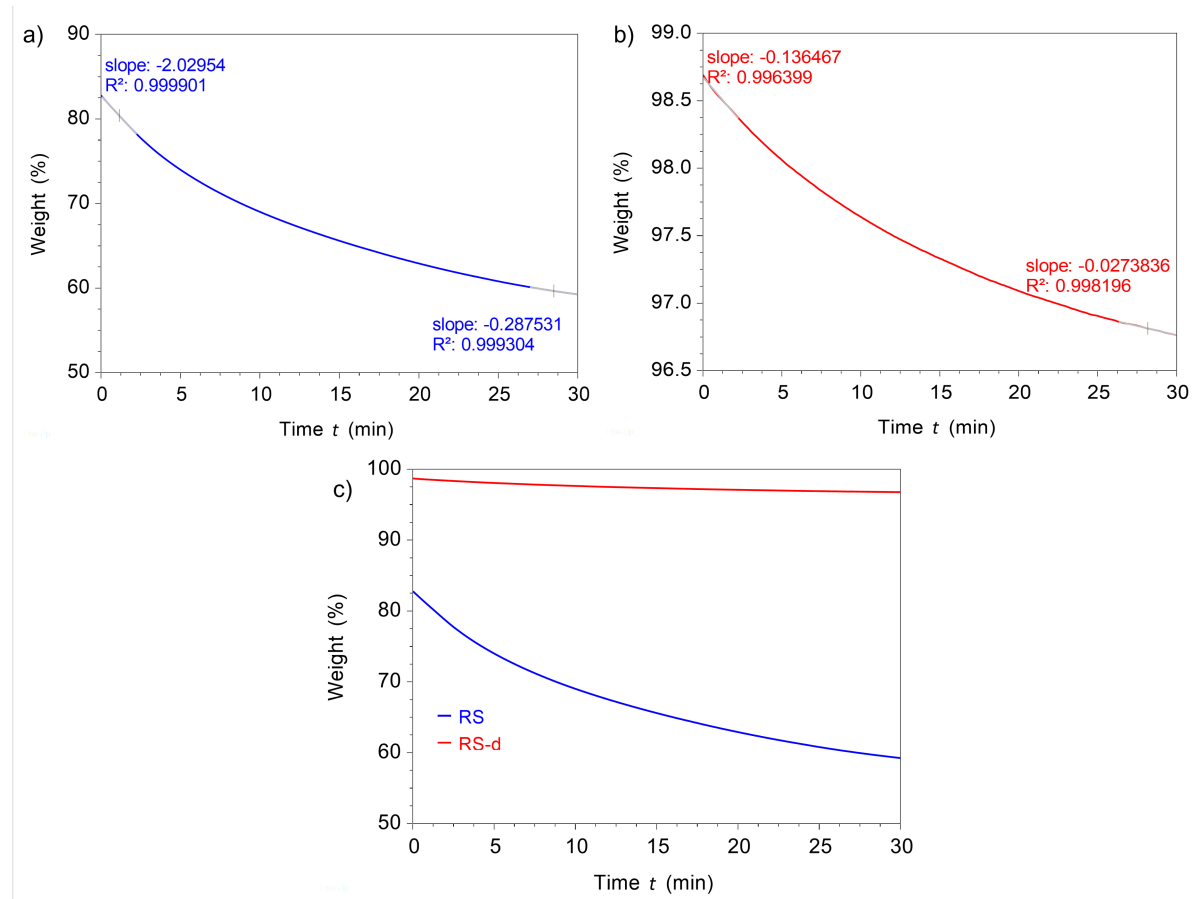 a)
90
80
70
60
50
slope: -2.02954
R²: 0.999901
slope: -0.287531
R²: 0.999304
Weight (%)
0 5 10 15 20 25 30
Time t (min)
b)
99.0
98.5
98.0
97.5
97.0
96.5
slope: -0.136467
R²: 0.996399
slope: -0.0273836
R²: 0.998196
Weight (%)
0 5 10 15 20 25 30
Time t (min)
c)
100
90
80
70
60
50
Weight (%)
RS
RS-d
0 5 10 15 20 25 30
Time t (min)